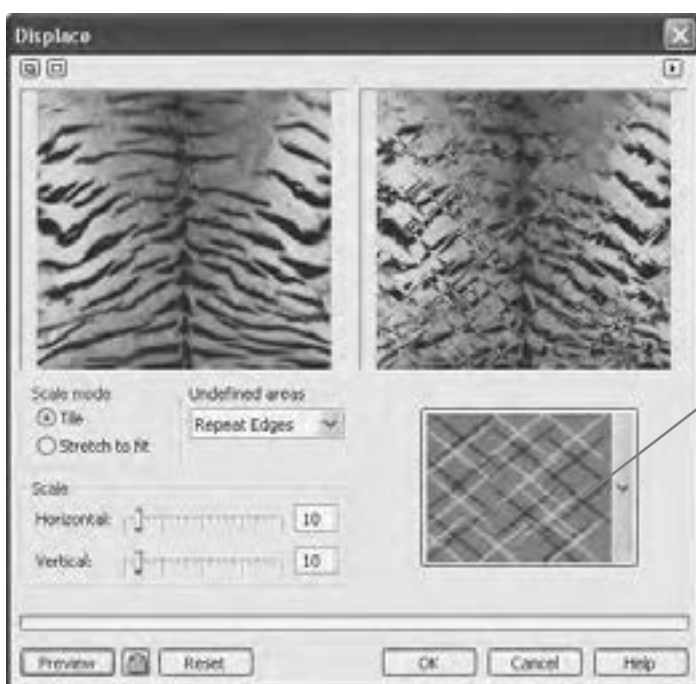 Displace
Scale mode
Tile
Stretch to fit
Undefined areas
Repeat Edges
Scale
Horizontal: 10
Vertical: 10
Preview
Reset
OK
Cancel
Help